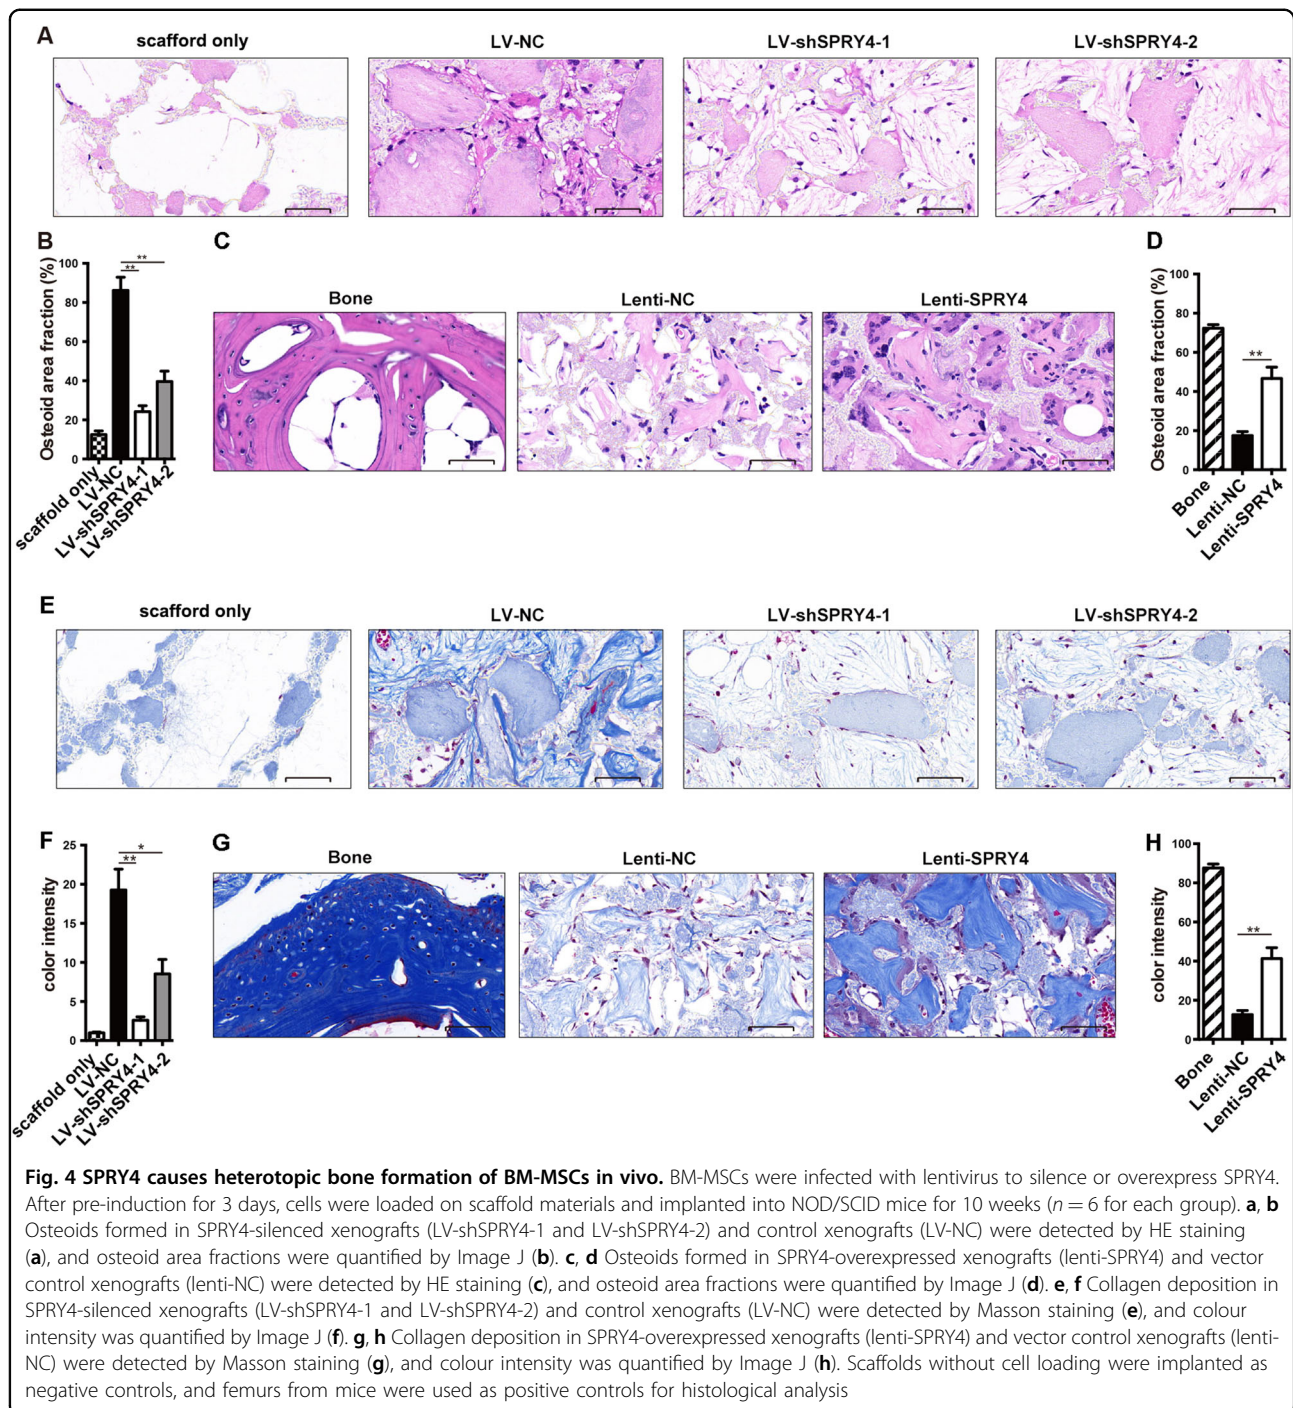 A
scafford only
LV-NC
LV-shSPRY4-1
LV-shSPRY4-2
B
Osteoid area fraction (%)
100
80
60
40
20
0
**
**
scaffold only
LV-NC
LV-shSPRY4-1
LV-shSPRY4-2
C
Bone
Lenti-NC
Lenti-SPRY4
D
Osteoid area fraction (%)
100
80
60
40
20
0
**
Bone
Lenti-NC
Lenti-SPRY4
E
scafford only
LV-NC
LV-shSPRY4-1
LV-shSPRY4-2
F
color intensity
25
20
15
10
5
0
*
**
scaffold only
LV-NC
LV-shSPRY4-1
LV-shSPRY4-2
G
Bone
Lenti-NC
Lenti-SPRY4
H
color intensity
100
80
60
40
20
0
**
Bone
Lenti-NC
Lenti-SPRY4
Fig. 4 SPRY4 causes heterotopic bone formation of BM-MSCs in vivo. BM-MSCs were infected with lentivirus to silence or overexpress SPRY4.
After pre-induction for 3 days, cells were loaded on scaffold materials and implanted into NOD/SCID mice for 10 weeks (n = 6 for each group). a, b
Osteoids formed in SPRY4-silenced xenografts (LV-shSPRY4-1 and LV-shSPRY4-2) and control xenografts (LV-NC) were detected by HE staining
(a), and osteoid area fractions were quantified by Image J (b). c, d Osteoids formed in SPRY4-overexpressed xenografts (lenti-SPRY4) and vector
control xenografts (lenti-NC) were detected by HE staining (c), and osteoid area fractions were quantified by Image J (d). e, f Collagen deposition in
SPRY4-silenced xenografts (LV-shSPRY4-1 and LV-shSPRY4-2) and control xenografts (LV-NC) were detected by Masson staining (e), and colour
intensity was quantified by Image J (f). g, h Collagen deposition in SPRY4-overexpressed xenografts (lenti-SPRY4) and vector control xenografts (lenti-
NC) were detected by Masson staining (g), and colour intensity was quantified by Image J (h). Scaffolds without cell loading were implanted as
negative controls, and femurs from mice were used as positive controls for histological analysis